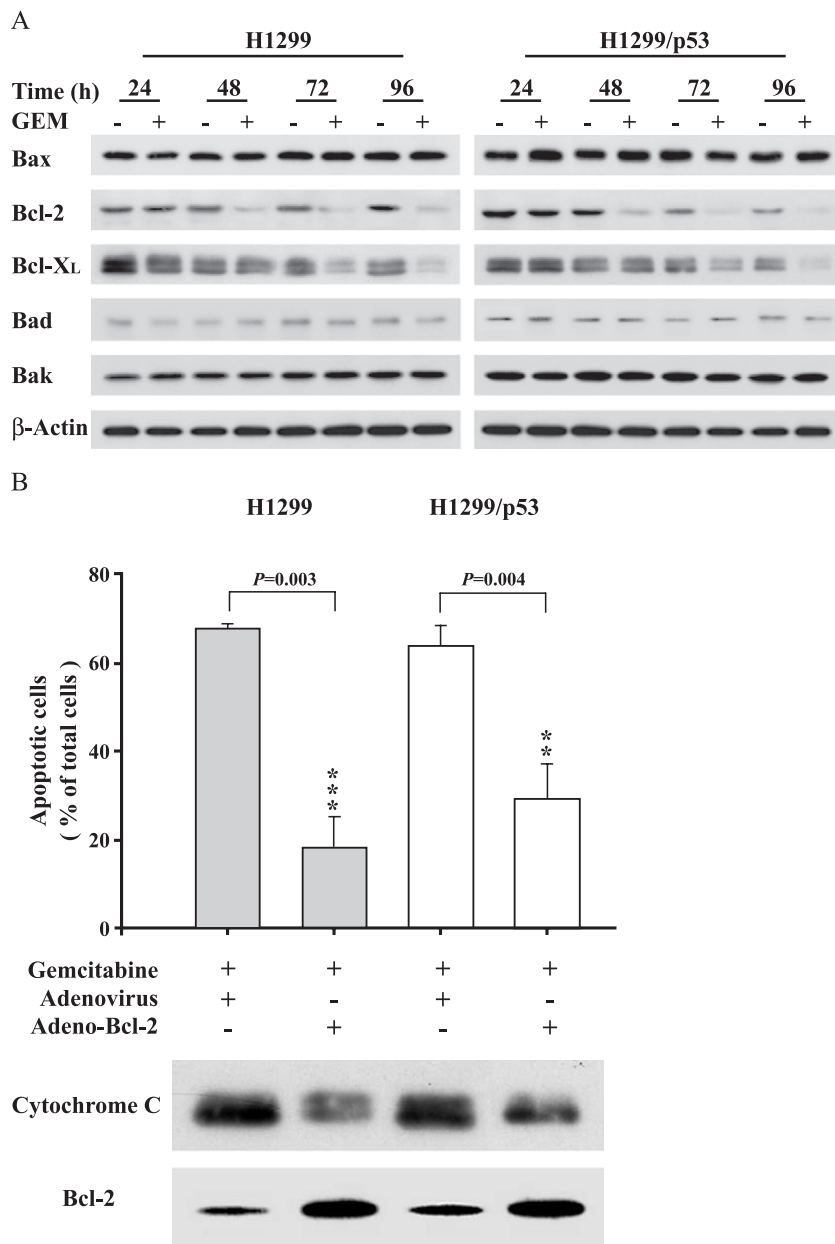 A
H1299 H1299/p53
Time (h) 24 48 72 96 24 48 72 96
GEM - + - + - + - + - + - + - + - +
Bax
Bcl-2
Bcl-XL
Bad
Bak
β-Actin
B
H1299 H1299/p53
P=0.003 P=0.004
80
60
40
20
0
Apoptotic cells
( % of total cells )
***
**
Gemcitabine + + + +
Adenovirus + - + -
Adeno-Bcl-2 - + - +
Cytochrome C
Bcl-2